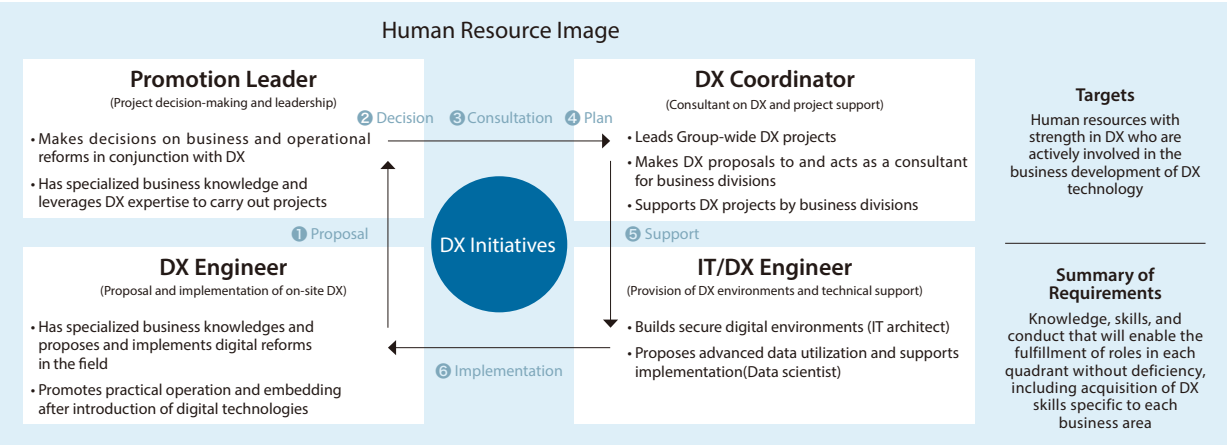 Human Resource Image
Promotion Leader
(Project decision-making and leadership)
• Makes decisions on business and operational
reforms in conjunction with DX
• Has specialized business knowledge and
leverages DX expertise to carry out projects
❷ Decision
❸ Consultation
❹ Plan
DX Coordinator
(Consultant on DX and project support)
• Leads Group-wide DX projects
• Makes DX proposals to and acts as a consultant
for business divisions
• Supports DX projects by business divisions
❶ Proposal
DX Initiatives
❺ Support
DX Engineer
(Proposal and implementation of on-site DX)
• Has specialized business knowledges and
proposes and implements digital reforms
in the field
• Promotes practical operation and embedding
after introduction of digital technologies
❻ Implementation
IT/DX Engineer
(Provision of DX environments and technical support)
• Builds secure digital environments (IT architect)
• Proposes advanced data utilization and supports
implementation(Data scientist)
Targets
Human resources with
strength in DX who are
actively involved in the
business development of DX
technology
Summary of
Requirements
Knowledge, skills, and
conduct that will enable the
fulfillment of roles in each
quadrant without deficiency,
including acquisition of DX
skills specific to each
business area